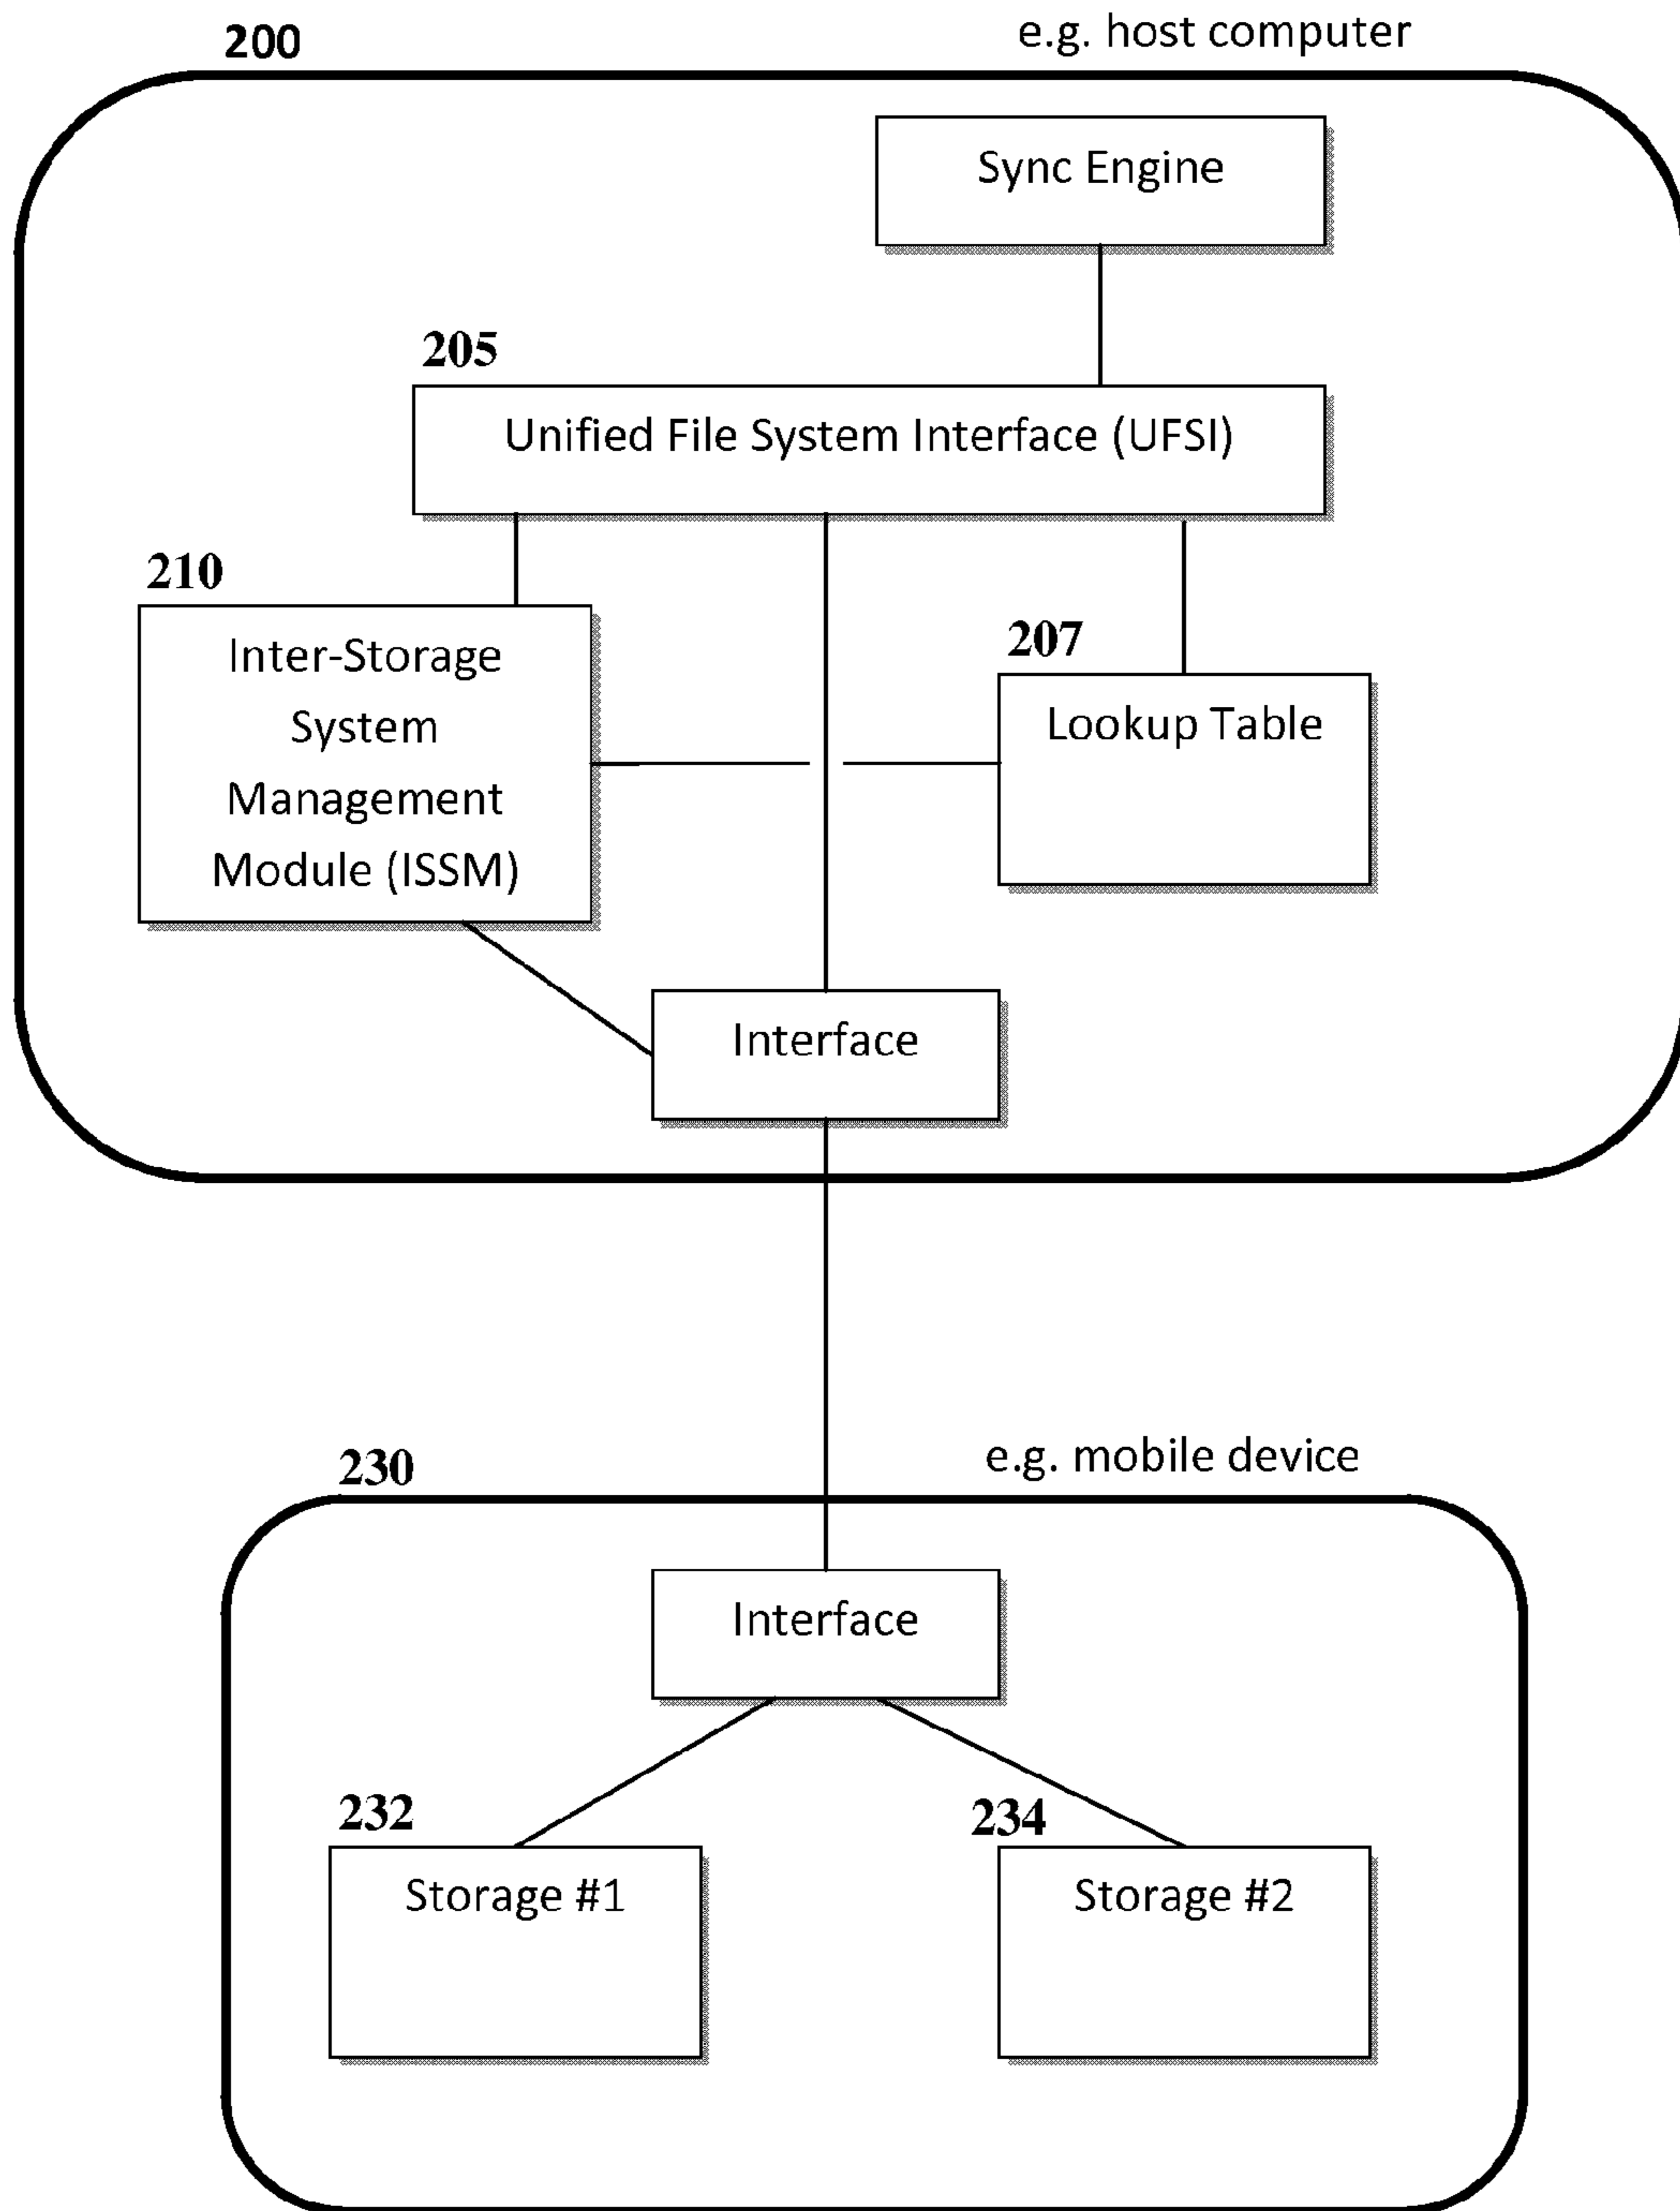 200
e.g. host computer
Sync Engine
205
Unified File System Interface (UFSI)
210
Inter-Storage
System
Management
Module (ISSM)
207
Lookup Table
Interface
230
e.g. mobile device
Interface
232
Storage #1
234
Storage #2